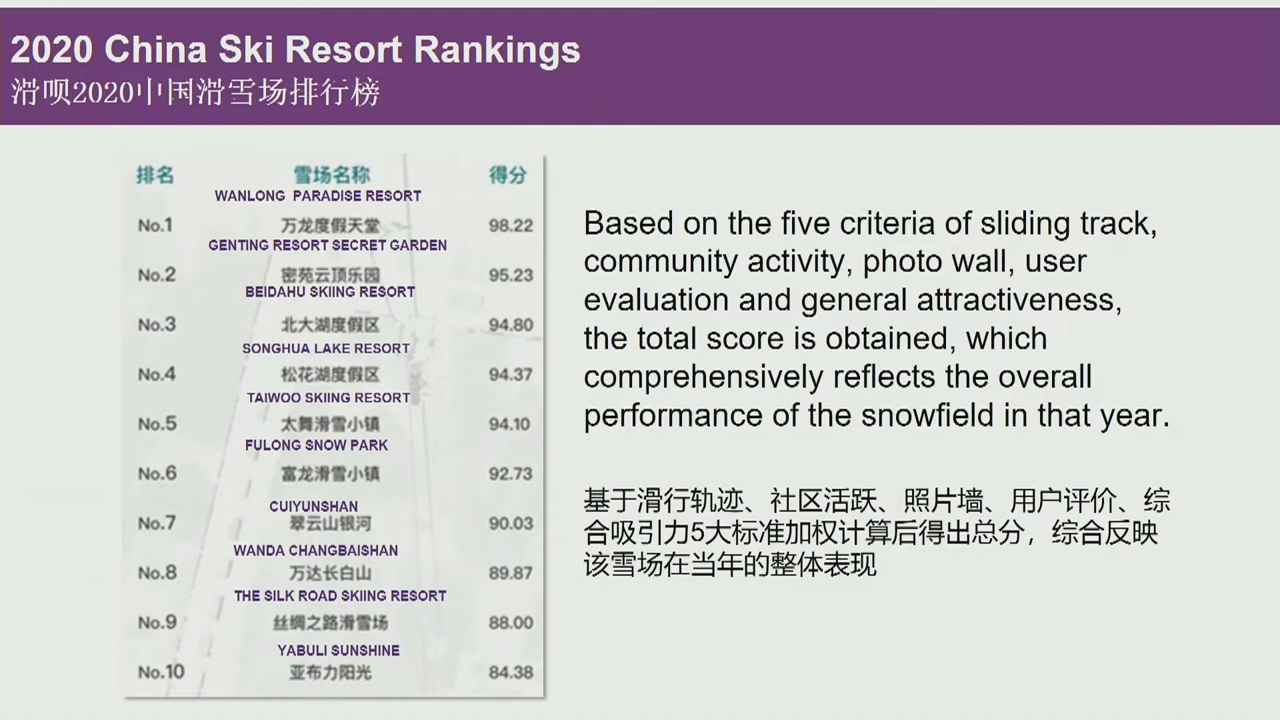 2020 China Ski Resort Rankings
滑呗2020中国滑雪场排行榜
排名 雪场名称 得分
WANLONG PARADISE RESORT
No.1 万龙度假天堂 98.22
GENTING RESORT SECRET GARDEN
No.2 密苑云顶乐园 95.23
BEIDAHU SKIING RESORT
No.3 北大湖度假区 94.80
SONGHUA LAKE RESORT
No.4 松花湖度假区 94.37
TAIWOO SKIING RESORT
No.5 太舞滑雪小镇 94.10
FULONG SNOW PARK
No.6 富龙滑雪小镇 92.73
CUIYUNSHAN
No.7 翠云山银河 90.03
WANDA CHANGBAISHAN
No.8 万达长白山 89.87
THE SILK ROAD SKIING RESORT
No.9 丝绸之路滑雪场 88.00
YABULI SUNSHINE
No.10 亚布力阳光 84.38
Based on the five criteria of sliding track,
community activity, photo wall, user
evaluation and general attractiveness,
the total score is obtained, which
comprehensively reflects the overall
performance of the snowfield in that year.
基于滑行轨迹、社区活跃、照片墙、用户评价、综
合吸引力5大标准加权计算后得出总分，综合反映
该雪场在当年的整体表现